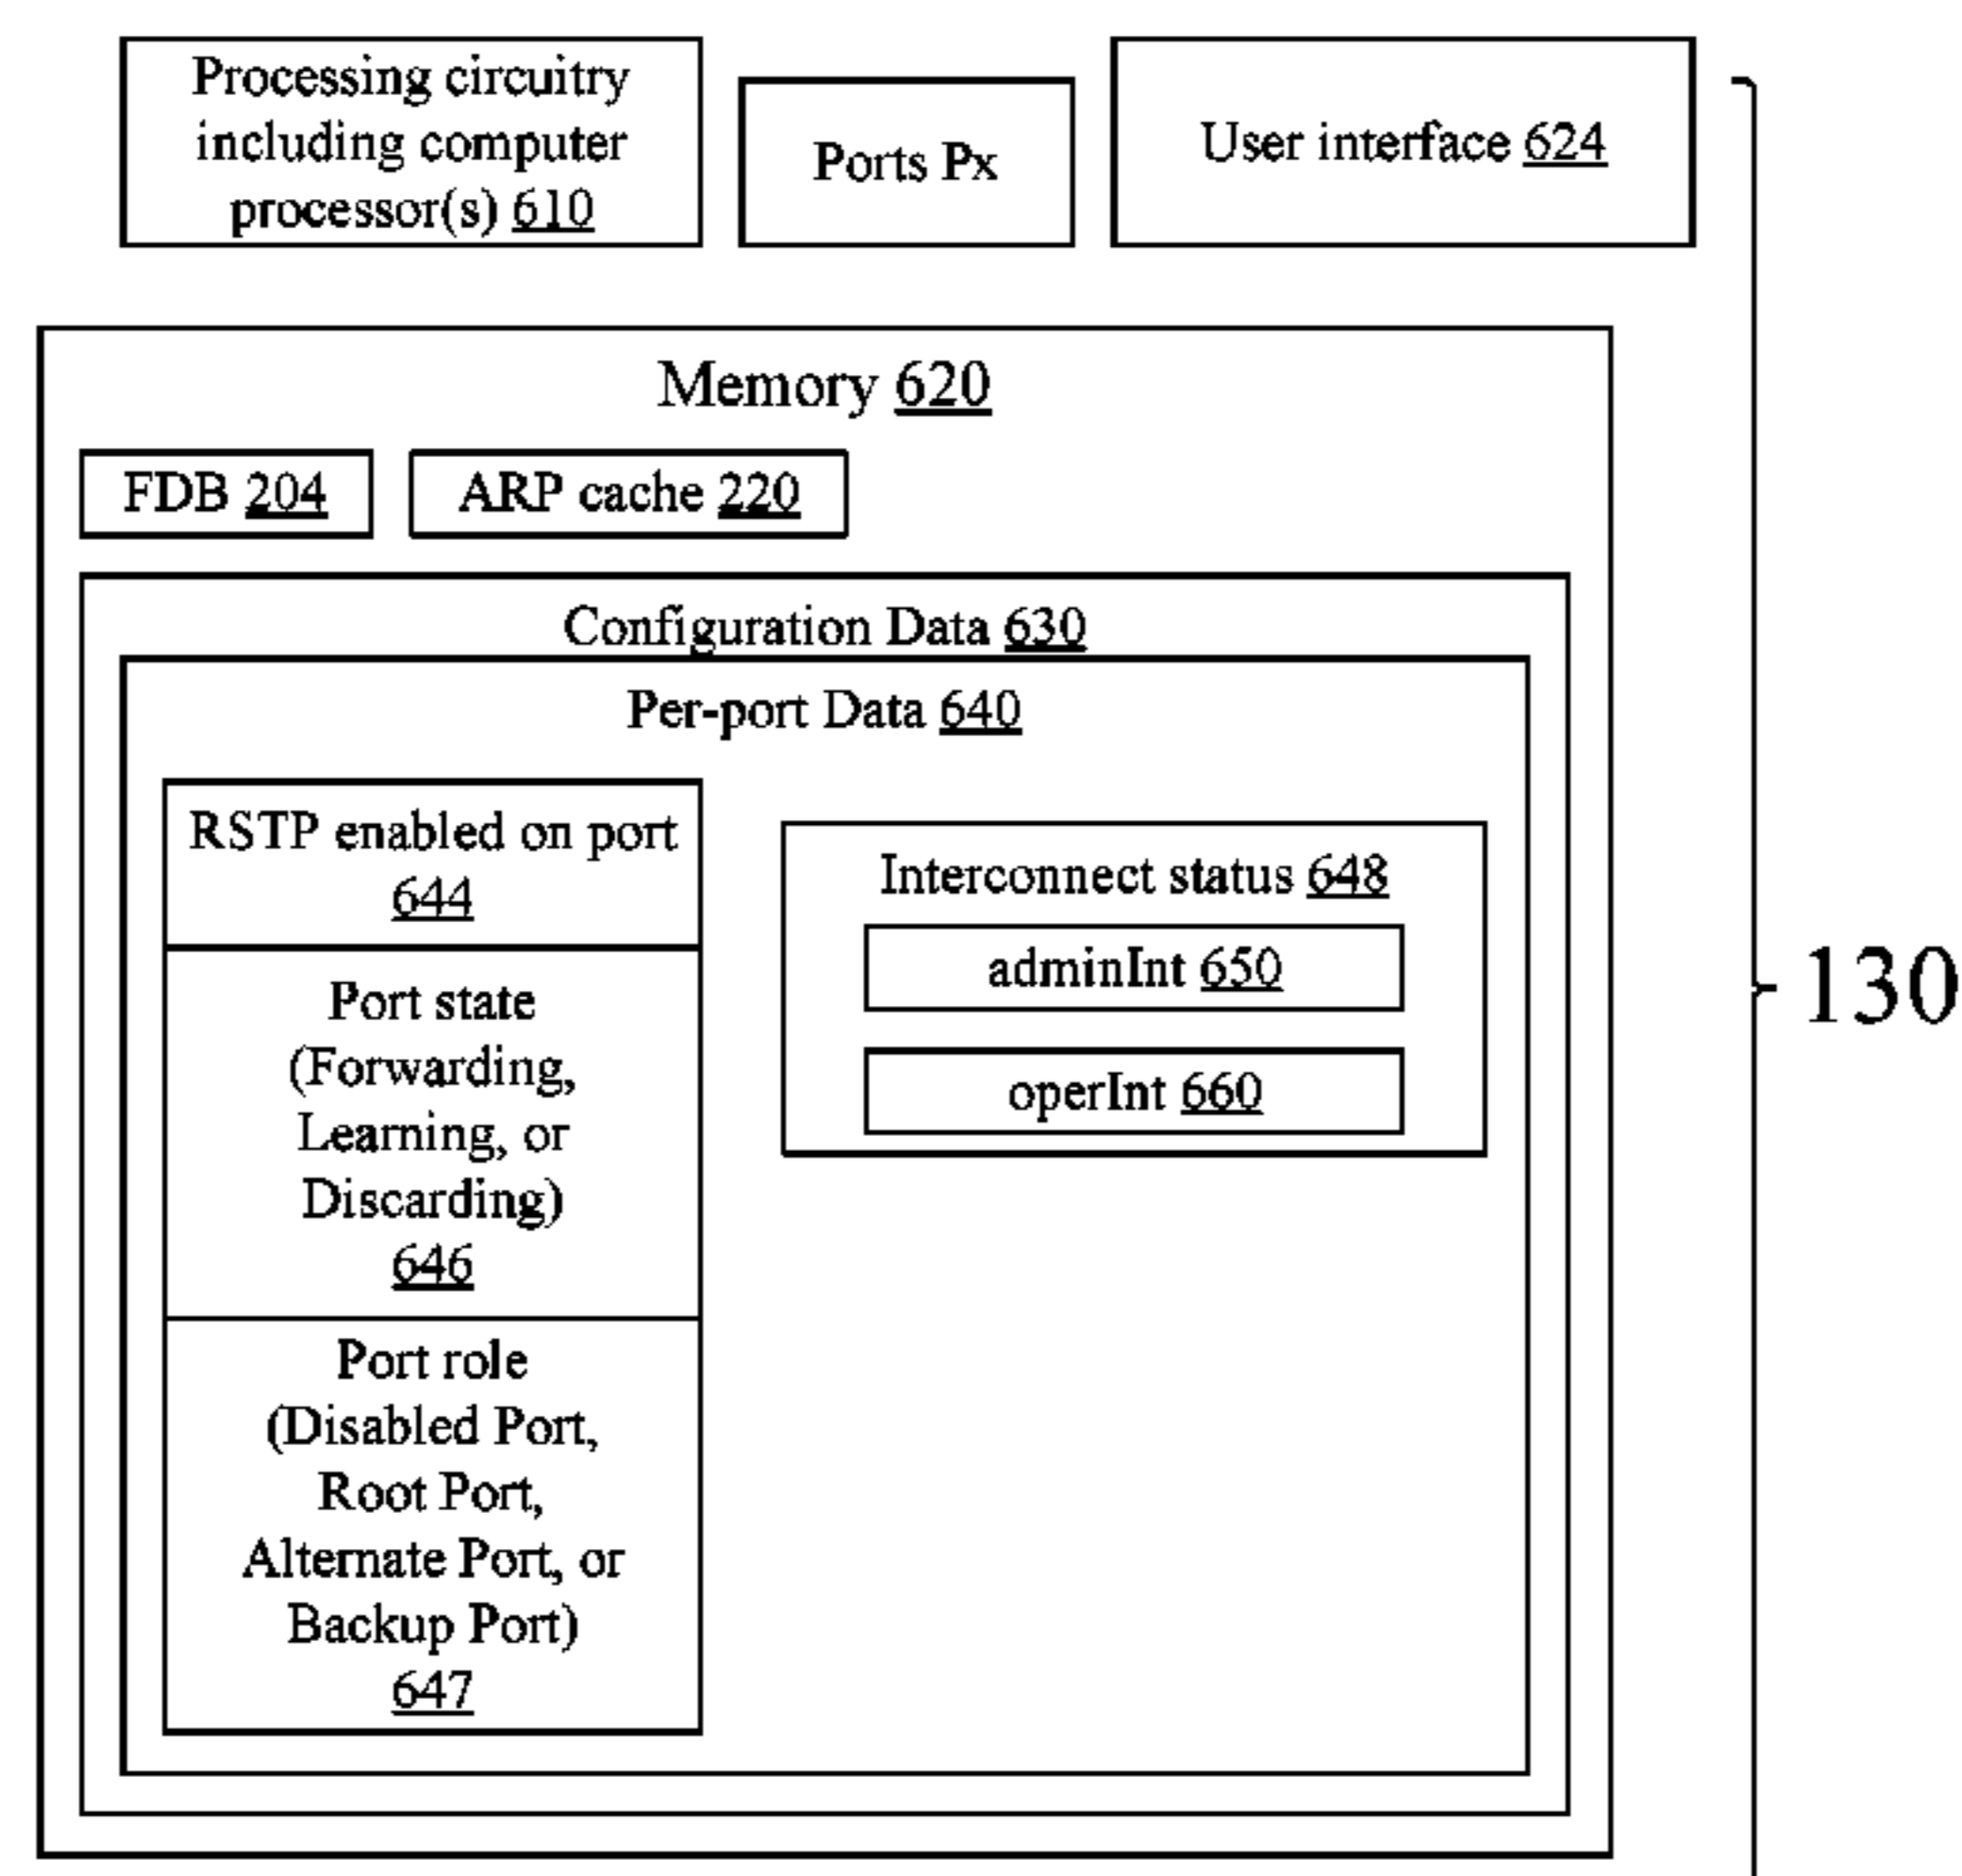 Processing circuitry
including computer
processor(s) 610
Ports Px
User interface 624
Memory 620
FDB 204
ARP cache 220
Configuration Data 630
Per-port Data 640
RSTP enabled on port
644
Port state
(Forwarding,
Learning, or
Discarding)
646
Port role
(Disabled Port,
Root Port,
Alternate Port, or
Backup Port)
647
Interconnect status 648
adminInt 650
operInt 660
130